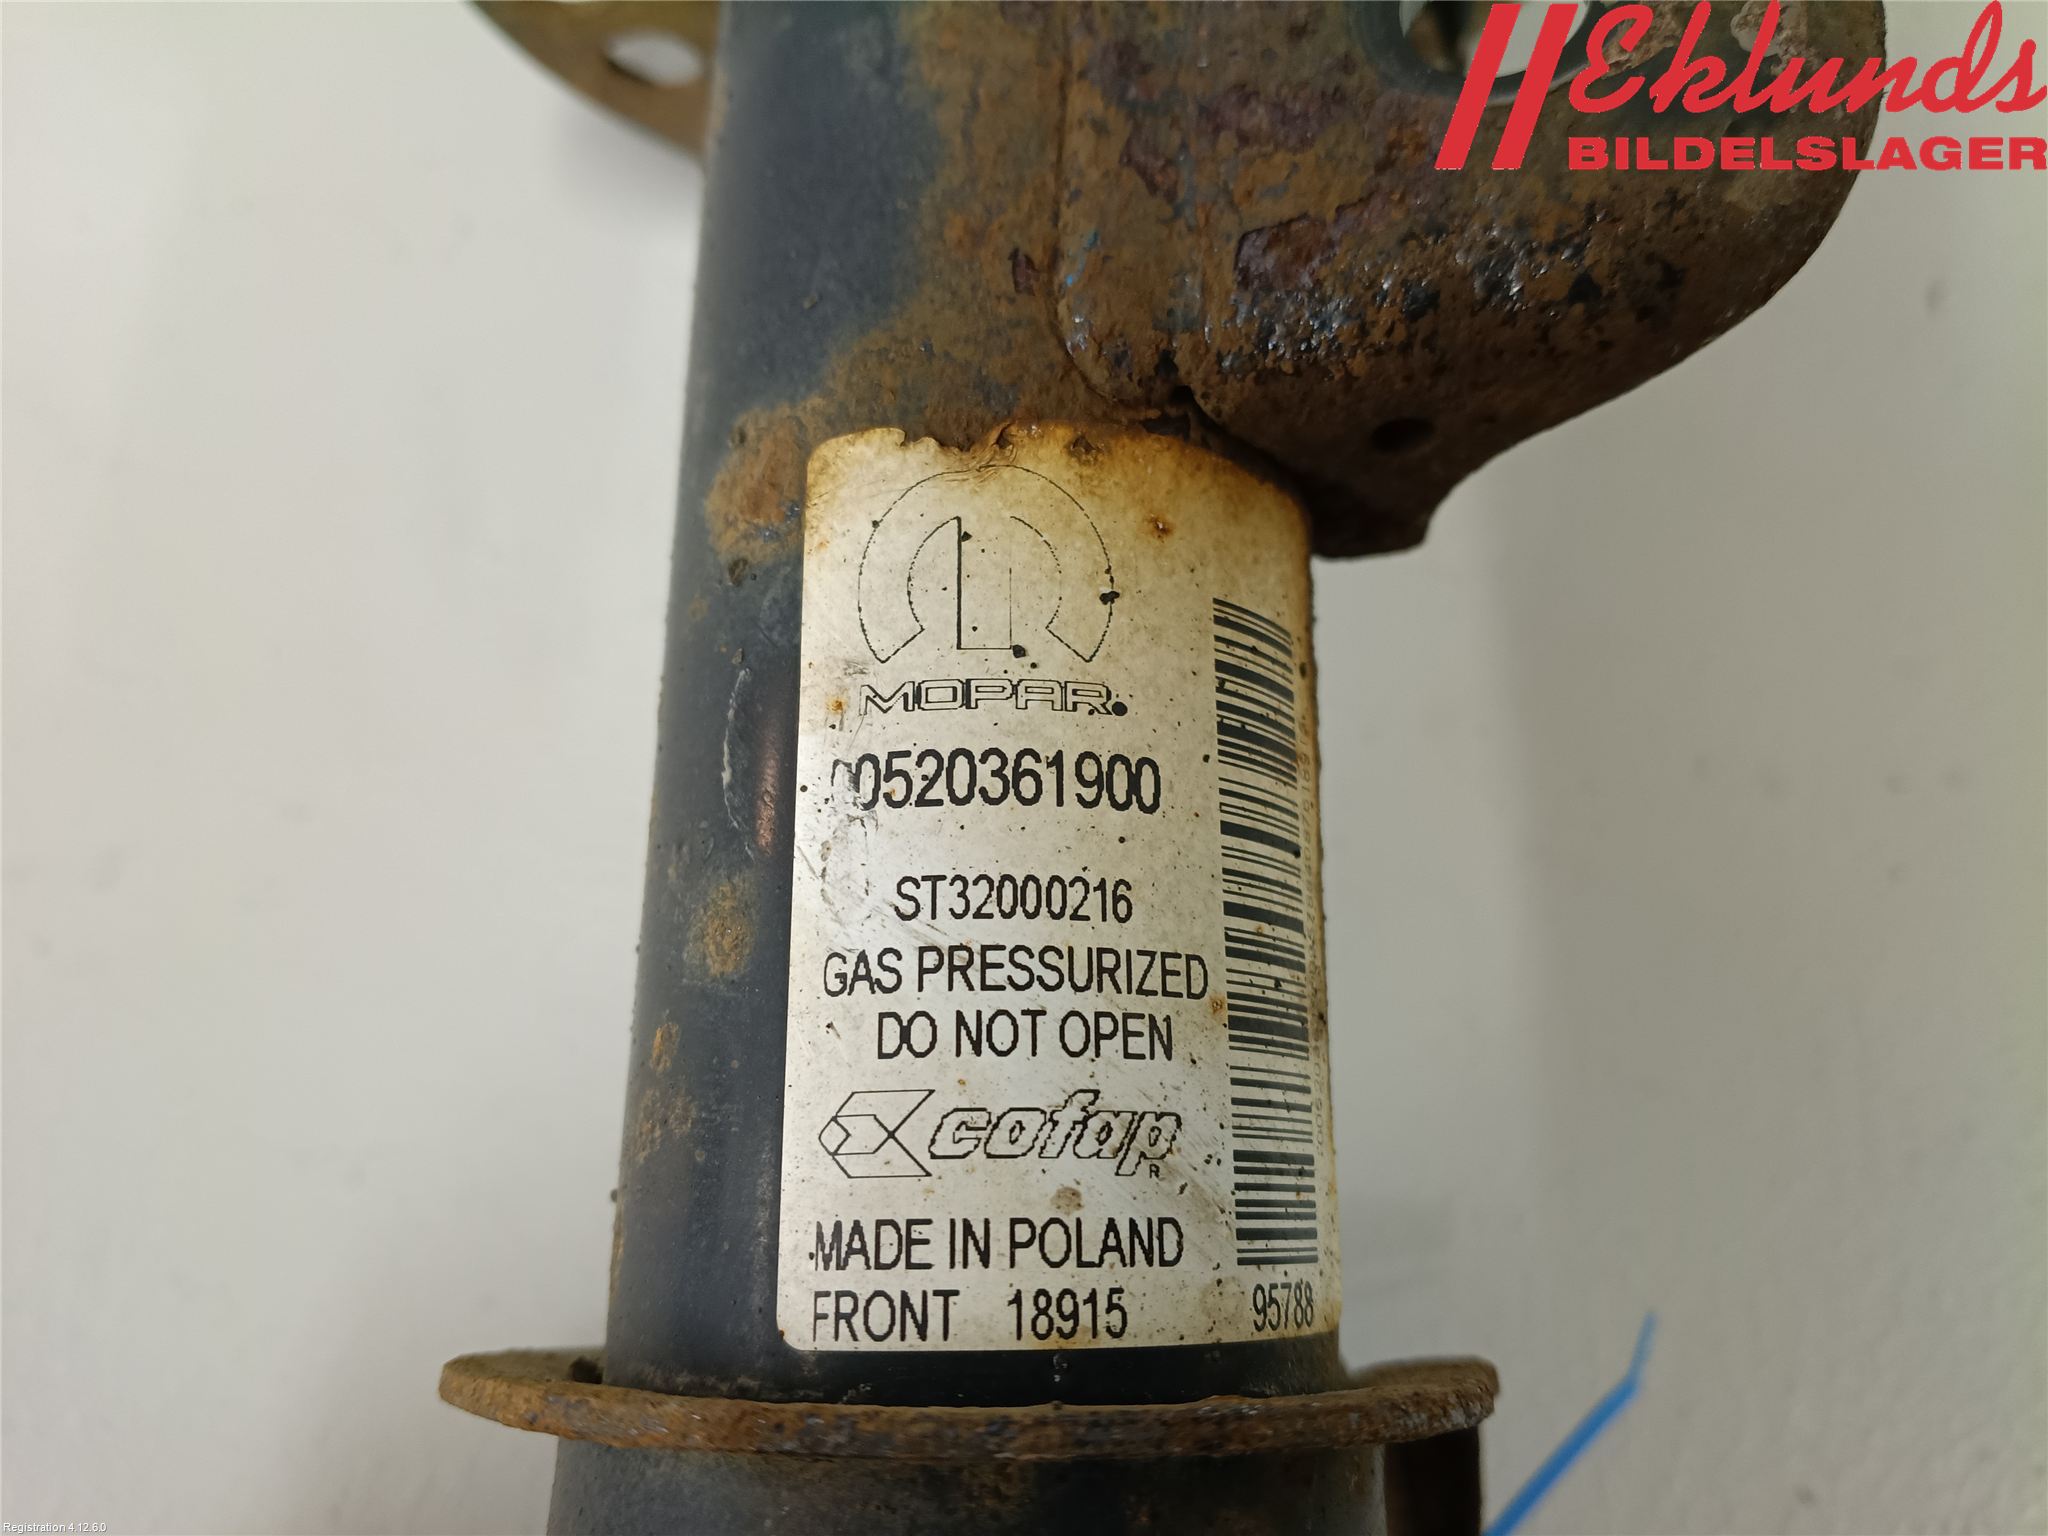 Eklunds
BILDELSLAGER
MOPAR
00520361900
ST32000216
GAS PRESSURIZED
DO NOT OPEN
cofap
R
MADE IN POLAND
FRONT 18915
95788
Registration 4.12.6.0